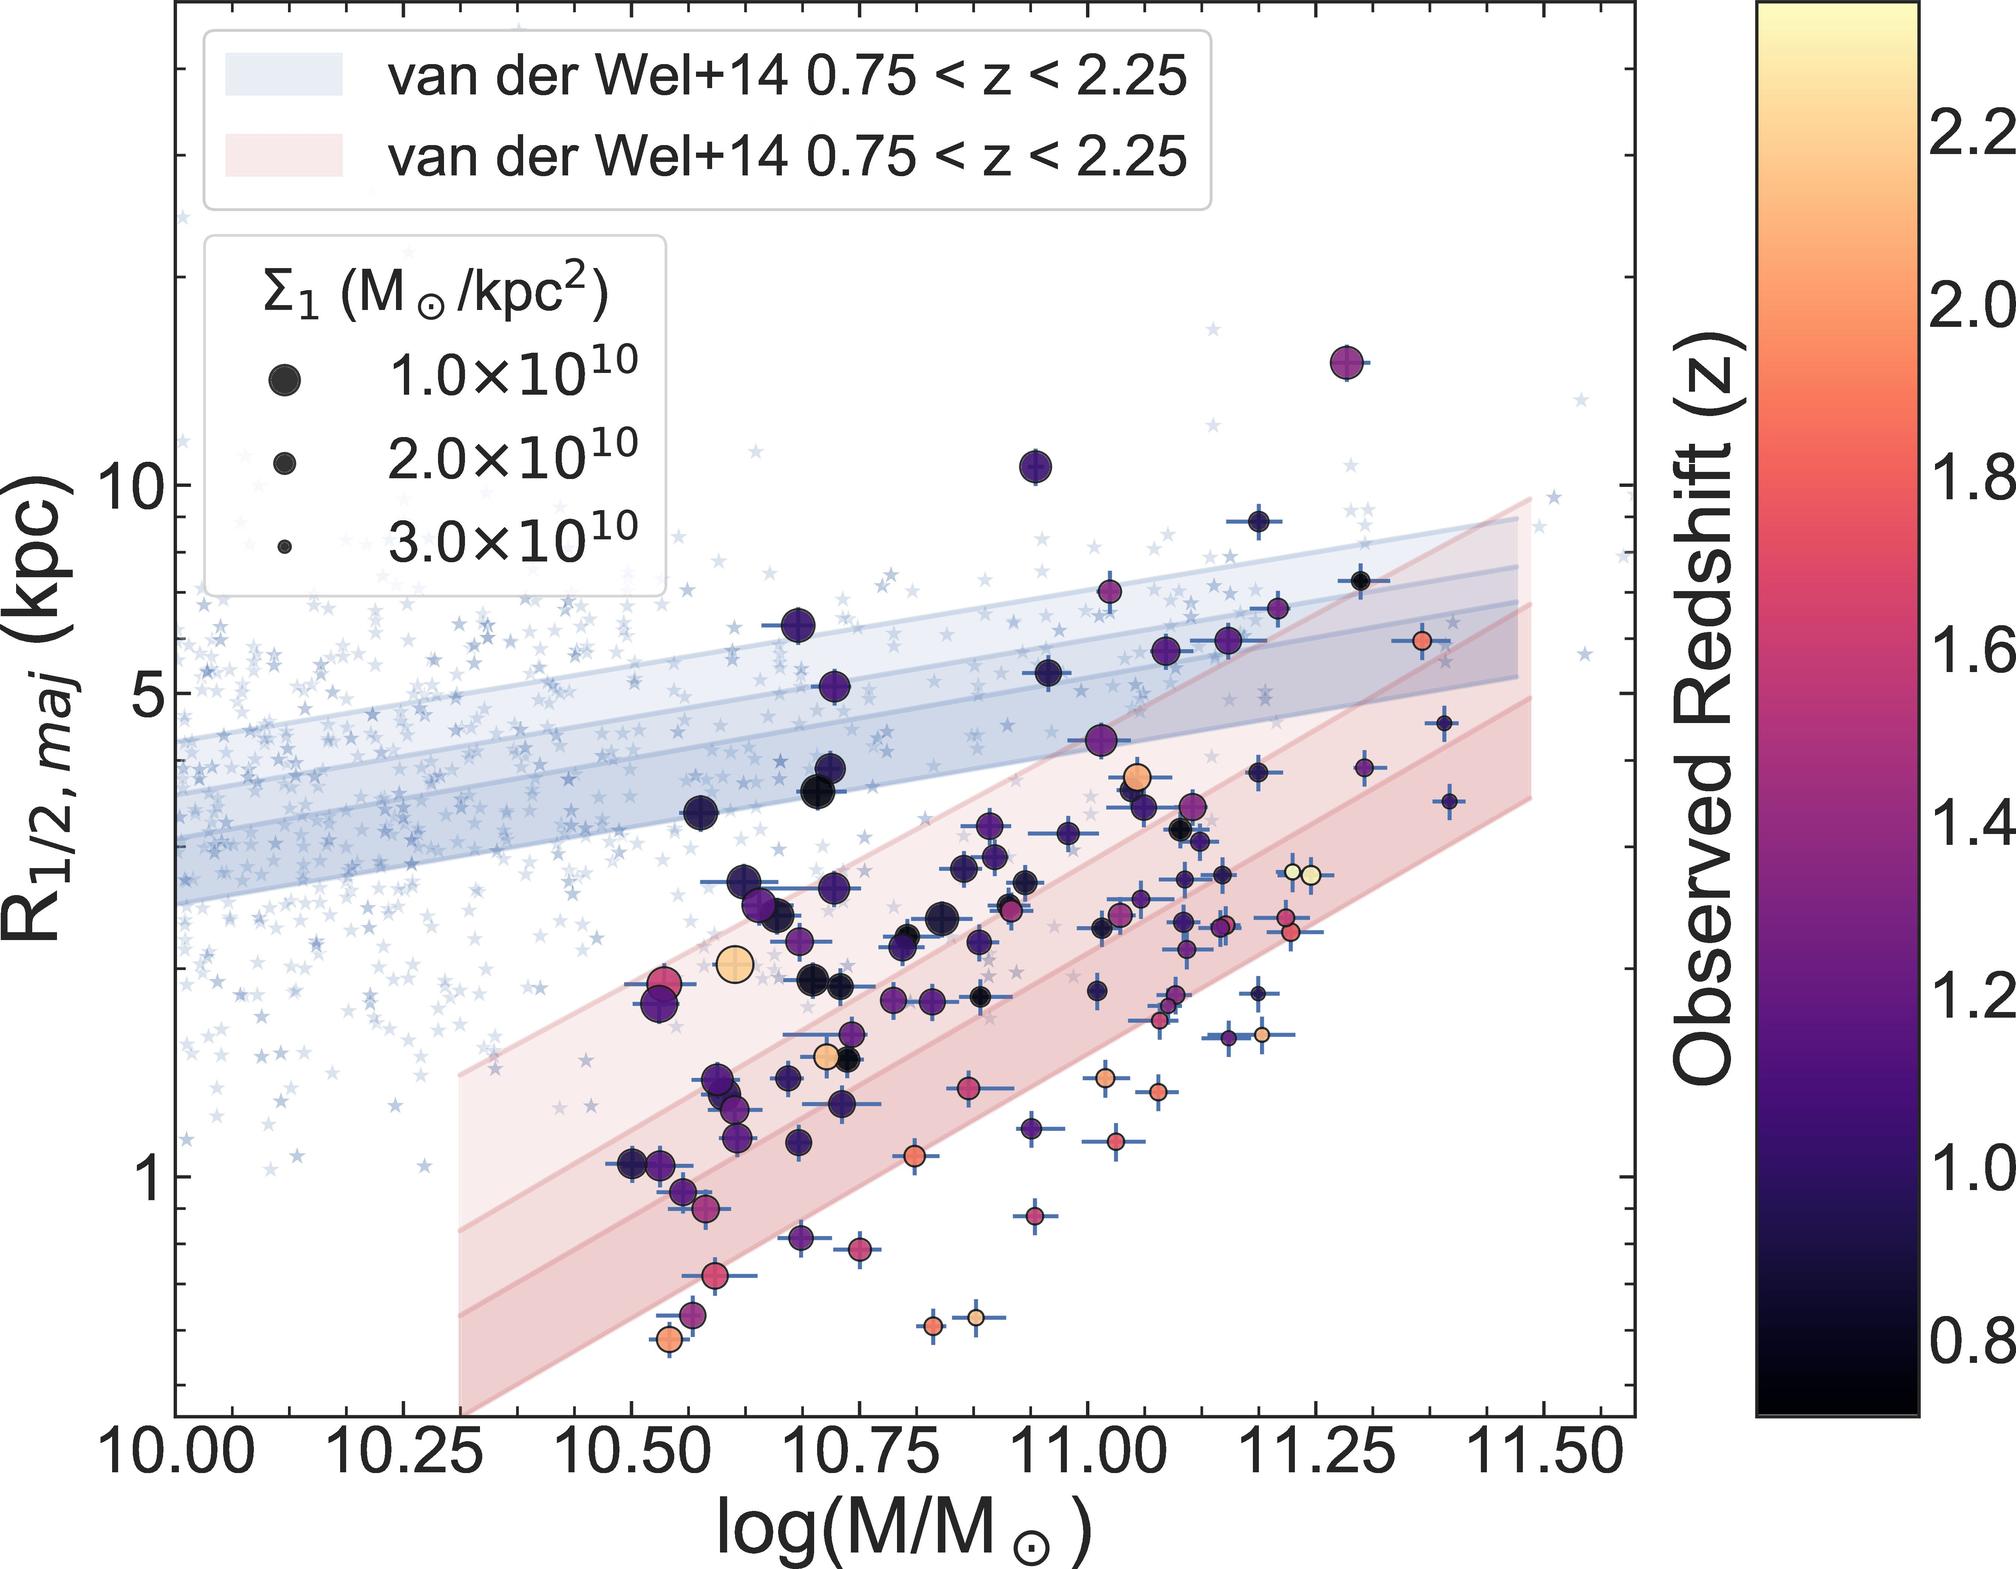 van der Wel+14 0.75 < z < 2.25
van der Wel+14 0.75 < z < 2.25
Σ₁ (M⊙/kpc²)
1.0×10¹⁰
2.0×10¹⁰
3.0×10¹⁰
R₁/₂, maj (kpc)
10
5
1
10.00 10.25 10.50 10.75 11.00 11.25 11.50
log(M/M⊙)
Observed Redshift (z)
2.2
2.0
1.8
1.6
1.4
1.2
1.0
0.8